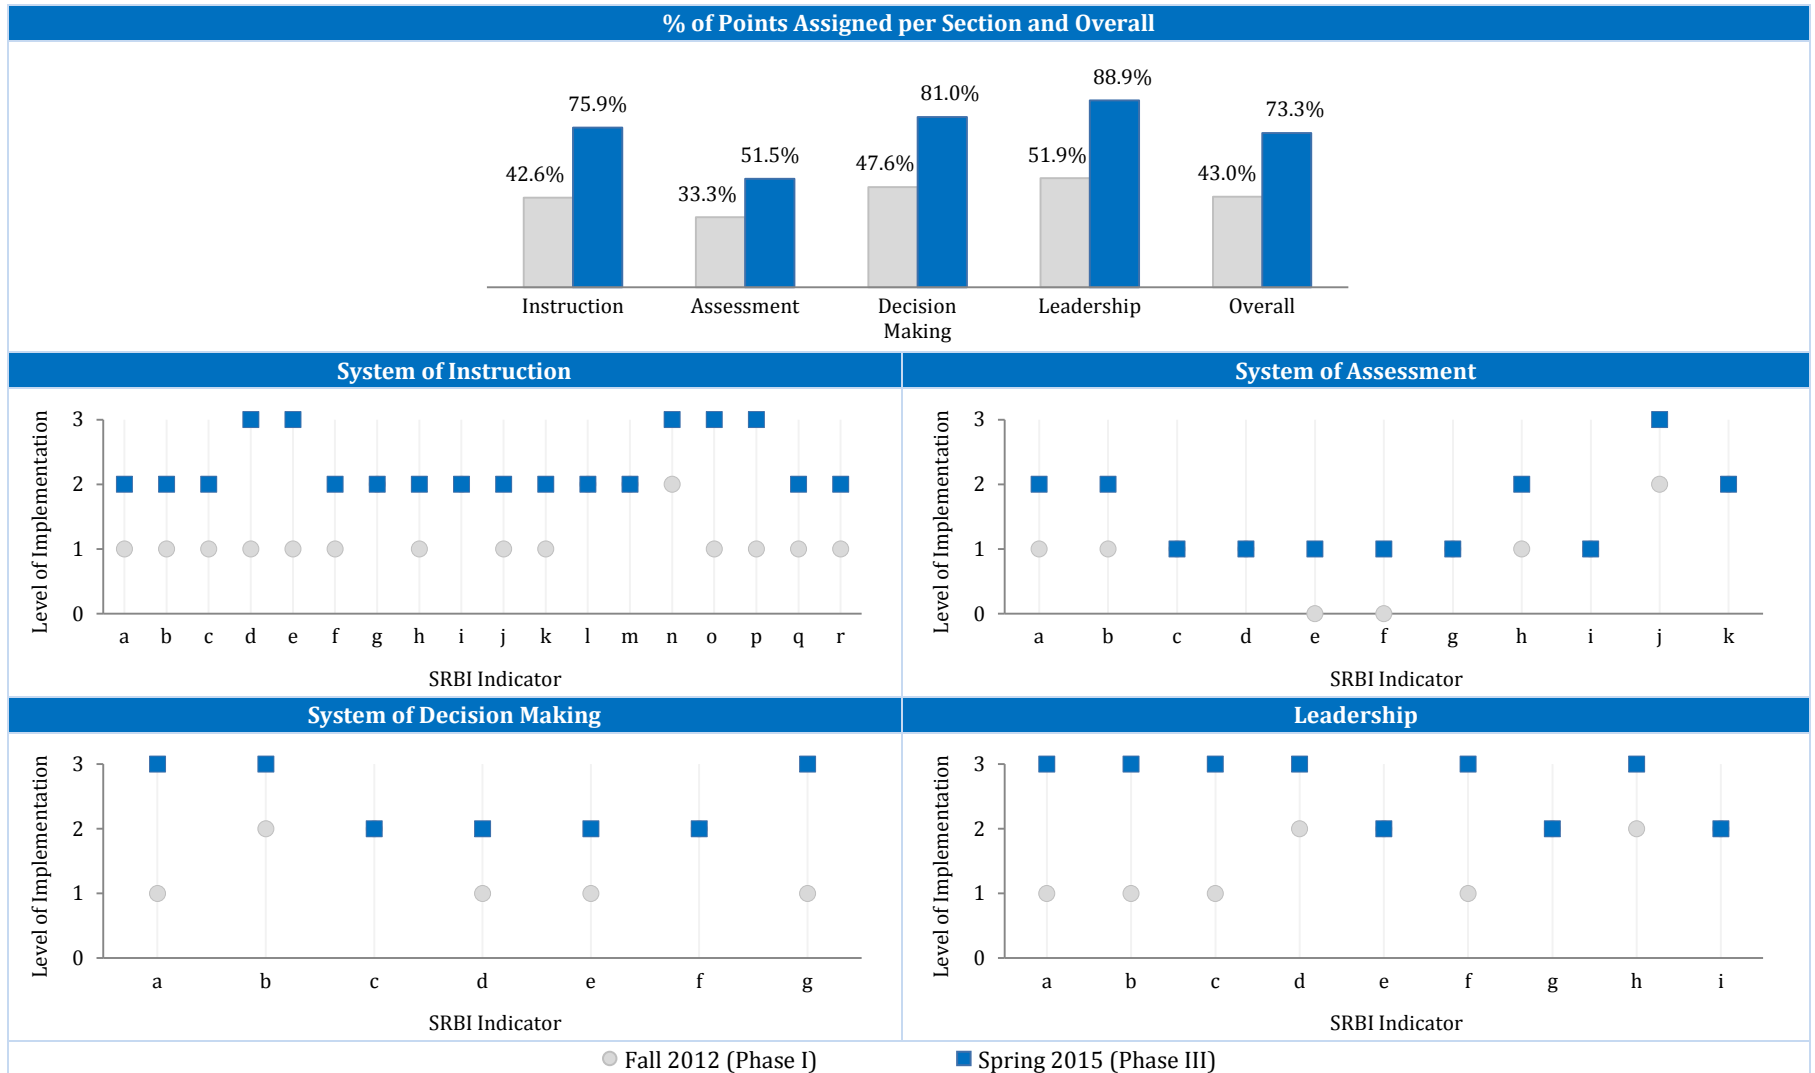 % of Points Assigned per Section and Overall
42.6% 75.9% 33.3% 51.5% 47.6% 81.0% 51.9% 88.9% 43.0% 73.3%
Instruction Assessment Decision Making Leadership Overall
System of Instruction
Level of Implementation
3
2
1
0
a b c d e f g h i j k l m n o p q r
SRBI Indicator
System of Assessment
Level of Implementation
3
2
1
0
a b c d e f g h i j k
SRBI Indicator
System of Decision Making
Level of Implementation
3
2
1
0
a b c d e f g
SRBI Indicator
Leadership
Level of Implementation
3
2
1
0
a b c d e f g h i
SRBI Indicator
Fall 2012 (Phase I) Spring 2015 (Phase III)